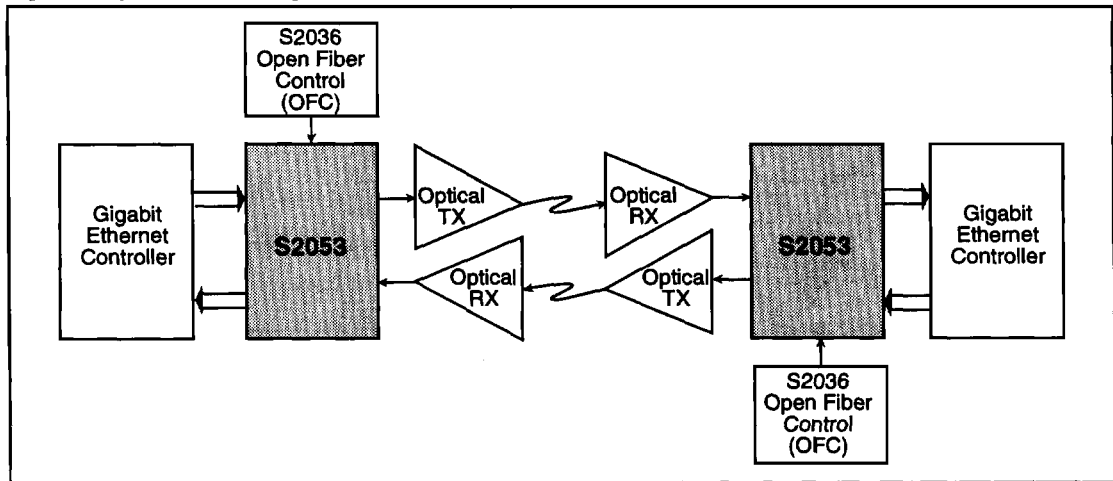 S2036
Open Fiber
Control
(OFC)
Gigabit
Ethernet
Controller
S2053
Optical
TX
Optical
RX
Optical
RX
Optical
TX
S2053
Gigabit
Ethernet
Controller
S2036
Open Fiber
Control
(OFC)